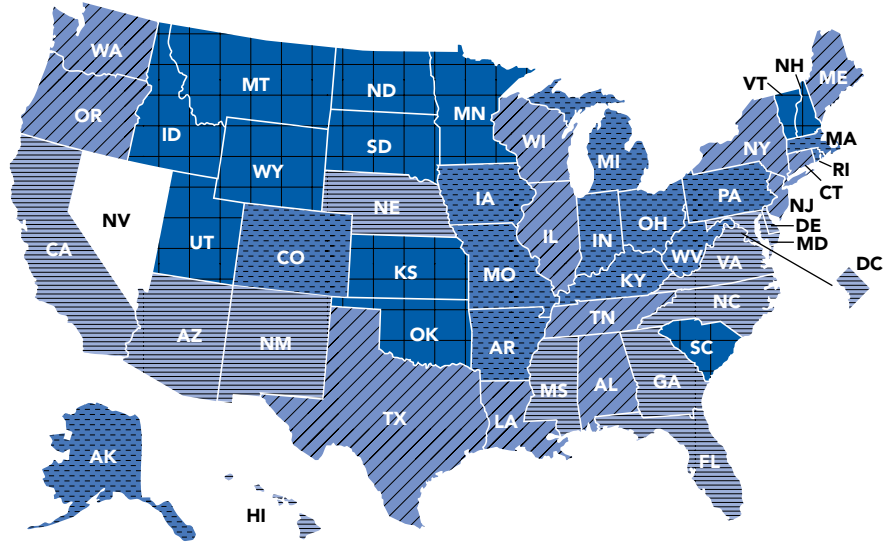 NH
ME
WA
VT
MT
ND
OR
MN
ID
MA
WI
NY
SD
MI
RI
WY
CT
IA
PA
NE
NJ
NV
OH
DE
IL
IN
UT
MD
CA
CO
WV
VA
DC
KS
MO
KY
NC
TN
AZ
OK
NM
AR
SC
MS
AL
GA
TX
LA
AK
FL
HI